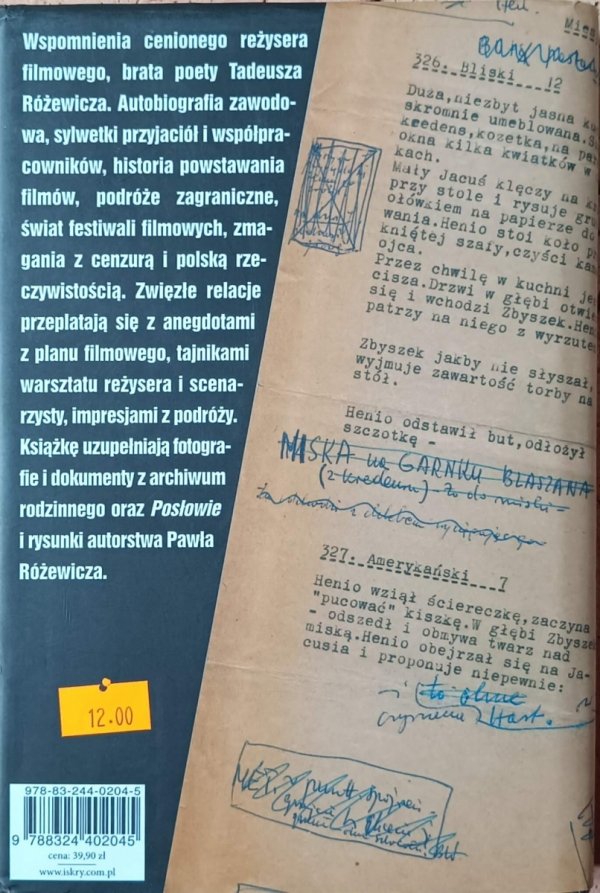 Wspomnienia cenionego reżysera
filmowego, brata poety Tadeusza
Różewicza. Autobiografia zawodo-
wa, sylwetki przyjaciół i współpra-
cowników, historia powstawania
filmów, podróże zagraniczne,
świat festiwali filmowych, zma-
gania z cenzurą i polską rze-
czywistością. Zwięzłe relacje
przeplatają się z anegdotami
z planu filmowego, tajnikami
warsztatu reżysera i scena-
rzysty, impresjami z podróży.
Książkę uzupełniają fotogra-
fie i dokumenty z archiwum
rodzinnego oraz Posłowie
i rysunki autorstwa Pawła
Różewicza.
12.00
978-83-244-0204-5
9 788324 402045
cena: 39,90 zł
www.iskry.com.pl
326. Bliski 12
Duża,niezbyt jasna
skromnie umeblowana.
kredens,kozetka,na
okna kilka kwiatków w
kach.
Mały Jacuś klęczy na
przy stole i rysuje
ołówkiem na papierze
wania.Henio stoi koło
kniętej szafy,czyści
ojca.
Przez chwilę w kuchni
cisza.Drzwi w głębi
się i wchodzi Zbyszek.
patrzy na niego z
Zbyszek jakby nie słyszał,
wyjmuje zawartość torby na
stół.
Henio odstawił but,odłożył
szczotkę -
MISKA na GARNKU BLASZANA
(z kredensu)
327. Amerykański 7
Henio wziął ściereczkę,zaczyna
"pucować" kiszkę.W głębi Zbyszek
- odszedł i obmywa twarz nad
miską.Henio obejrzał się na Ja-
cusia i proponuje niepewnie: